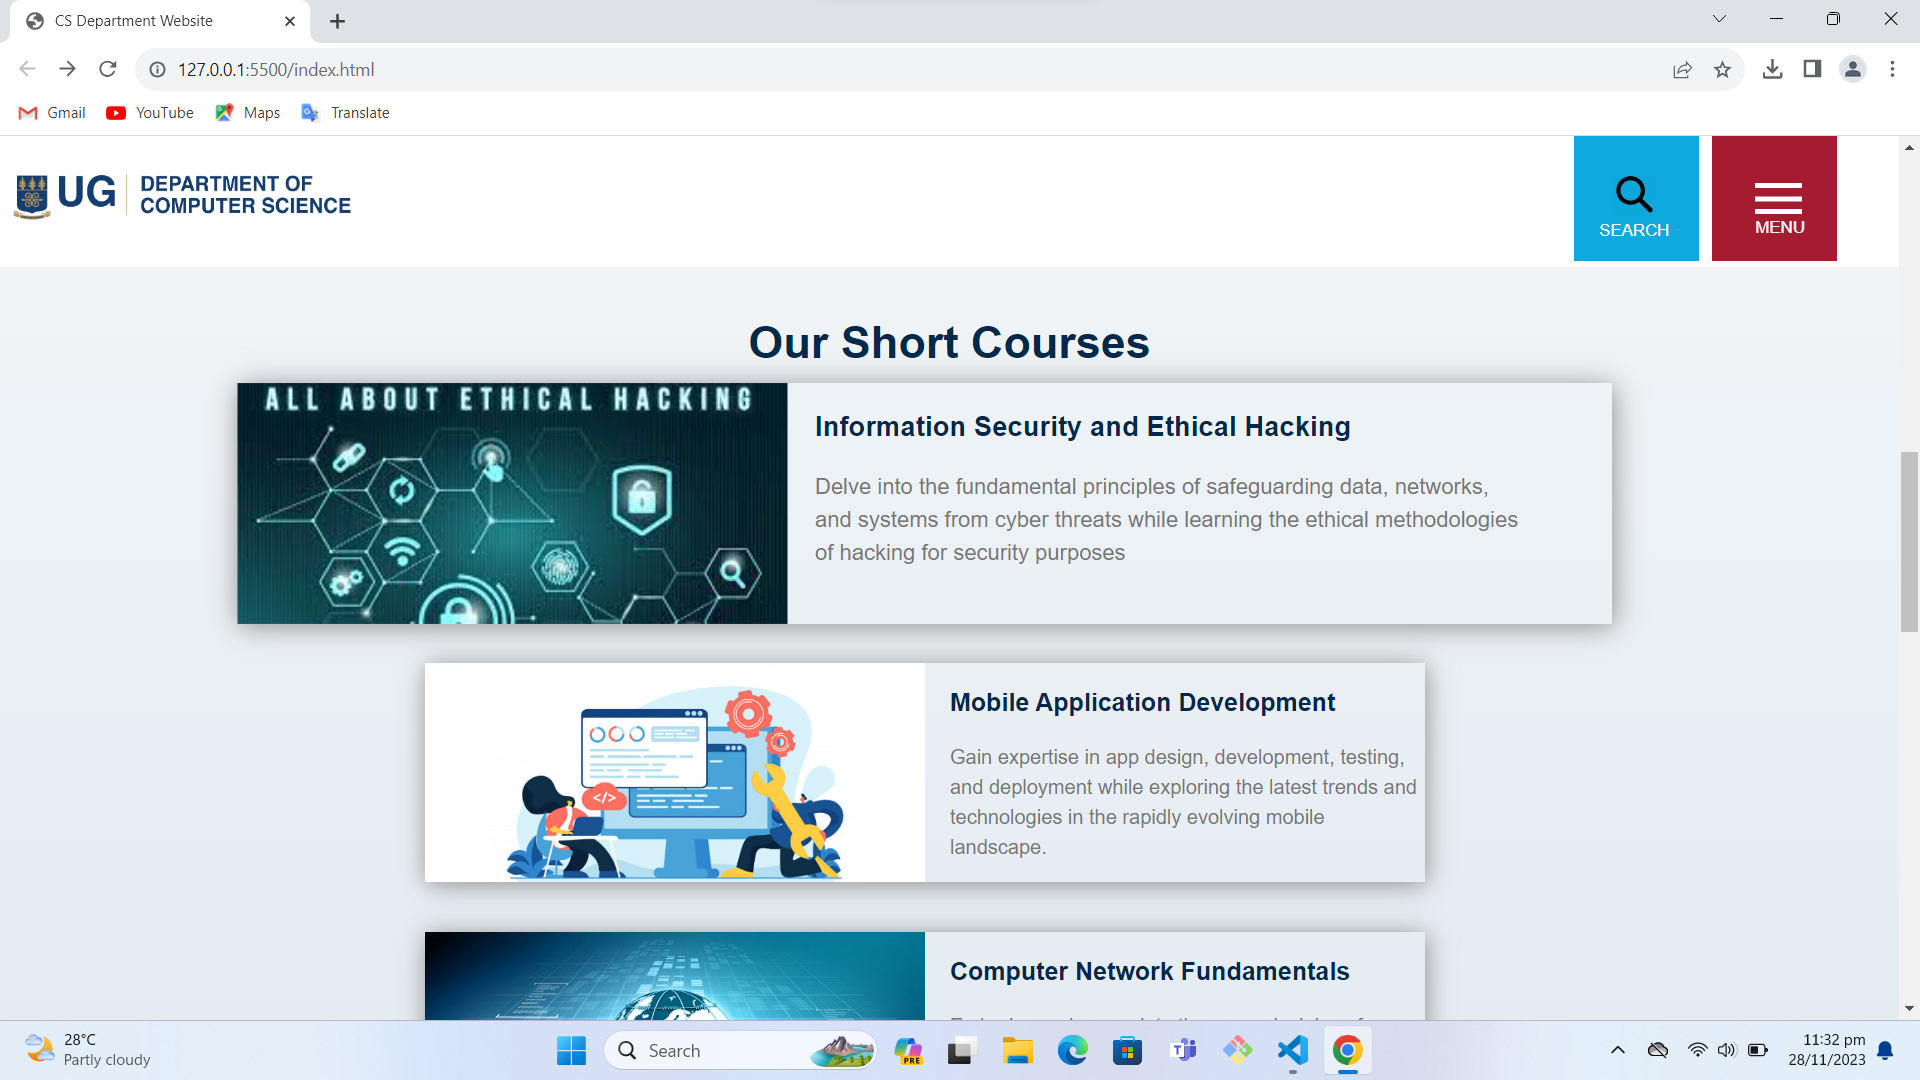 CS Department Website
127.0.0.1:5500/index.html
Gmail
YouTube
Maps
Translate
UG
DEPARTMENT OF
COMPUTER SCIENCE
SEARCH
MENU
Our Short Courses
ALL ABOUT ETHICAL HACKING
Information Security and Ethical Hacking
Delve into the fundamental principles of safeguarding data, networks,
and systems from cyber threats while learning the ethical methodologies
of hacking for security purposes
Mobile Application Development
Gain expertise in app design, development, testing,
and deployment while exploring the latest trends and
technologies in the rapidly evolving mobile
landscape.
</>
Computer Network Fundamentals
28°C
Partly cloudy
Search
PRE
11:32 pm
28/11/2023